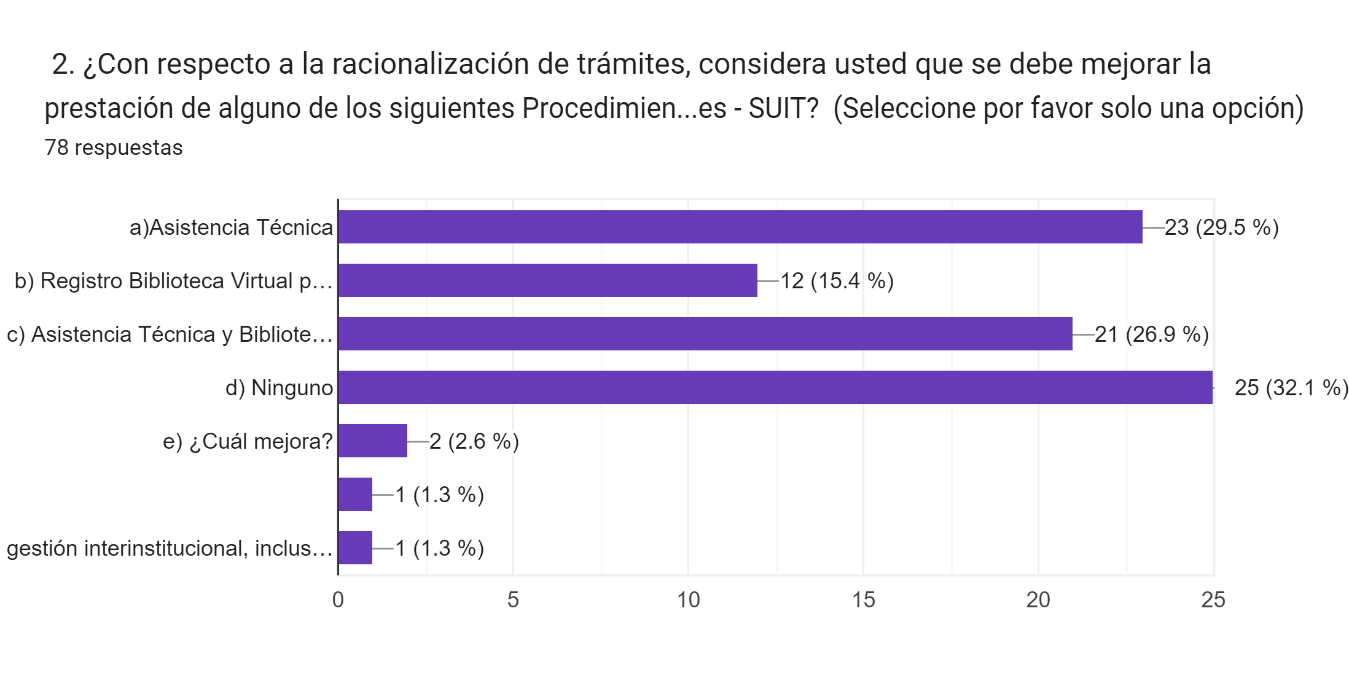 2. ¿Con respecto a la racionalización de trámites, considera usted que se debe mejorar la
prestación de alguno de los siguientes Procedimien...es - SUIT?  (Seleccione por favor solo una opción)
78 respuestas
a)Asistencia Técnica
23 (29.5 %)
b) Registro Biblioteca Virtual p…
12 (15.4 %)
c) Asistencia Técnica y Bibliote…
21 (26.9 %)
d) Ninguno
25 (32.1 %)
e) ¿Cuál mejora?
2 (2.6 %)
1 (1.3 %)
gestión interinstitucional, inclus…
1 (1.3 %)
0 5 10 15 20 25